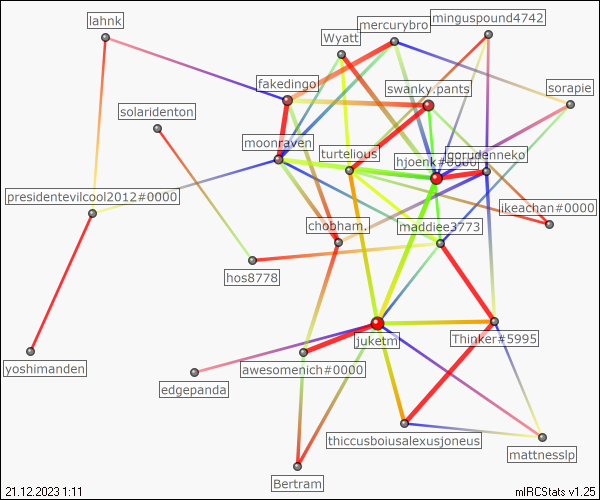 lahnk
minguspound4742
mercurybro
Wyatt
fakedingo
swanky.pants
sorapie
solaridenton
moonraven
turtelious
hjoenk#0000
gorudennekø
presidentevilcool2012#0000
ikeachan#0000
chobham.
maddiee3773
hos8778
juketm
Thinker#5995
yoshimanden
awesomenich#0000
edgepanda
thiccusboiusalexusjoneus
mattnesslp
Bertram
21.12.2023 1:11
mIRCStats v1.25